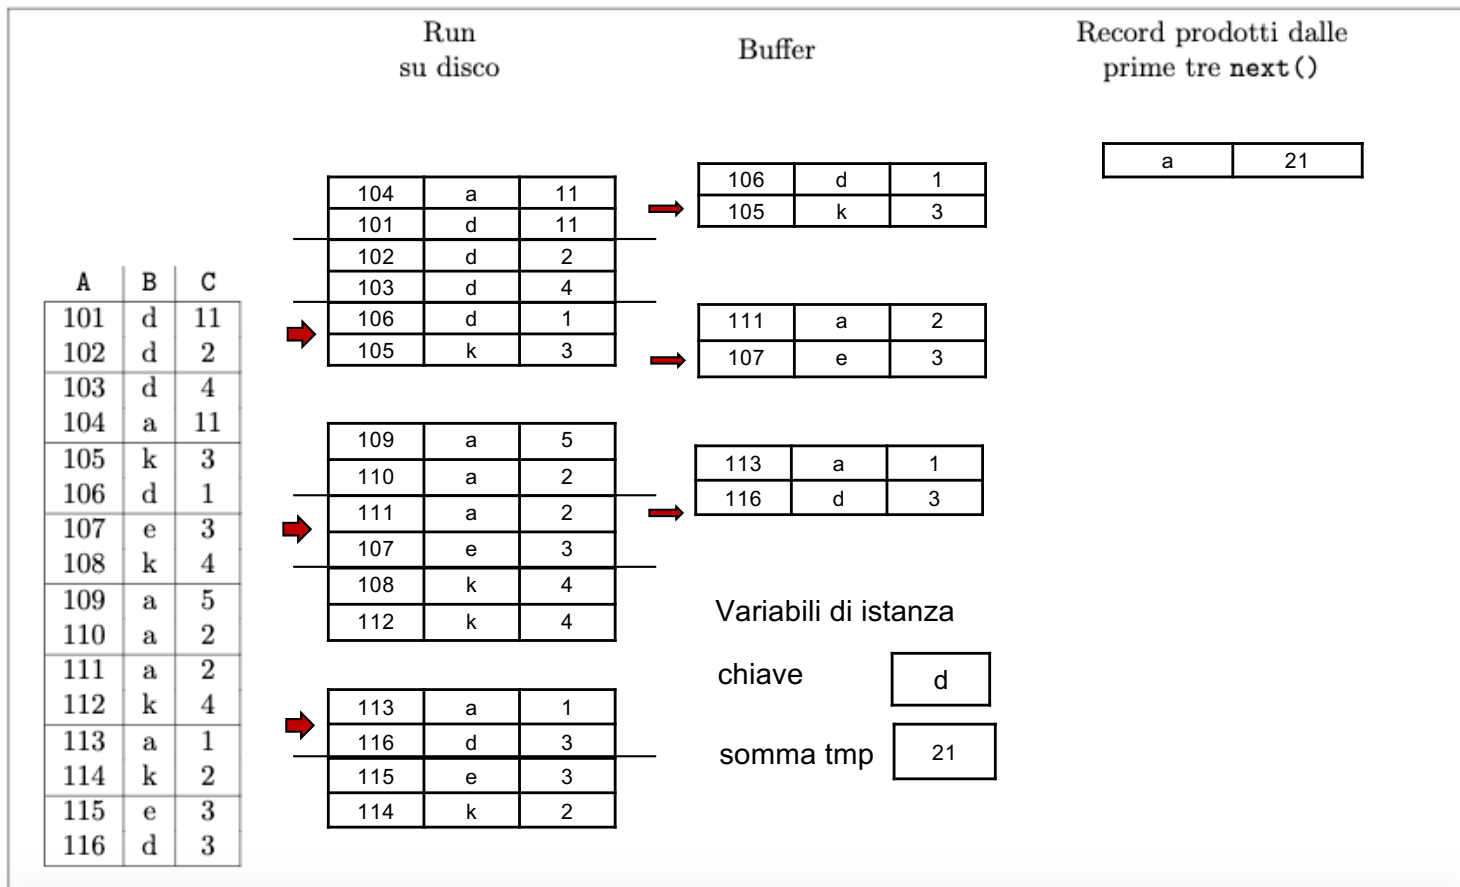 Run
su disco
Buffer
Record prodotti dalle
prime tre next()
A B C
101 d 11
102 d 2
103 d 4
104 a 11
105 k 3
106 d 1
107 e 3
108 k 4
109 a 5
110 a 2
111 a 2
112 k 4
113 a 1
114 k 2
115 e 3
116 d 3
104 a 11
101 d 11
102 d 2
103 d 4
106 d 1
105 k 3
109 a 5
110 a 2
111 a 2
107 e 3
108 k 4
112 k 4
113 a 1
116 d 3
115 e 3
114 k 2
106 d 1
105 k 3
111 a 2
107 e 3
113 a 1
116 d 3
Variabili di istanza
chiave d
somma tmp 21
a 21